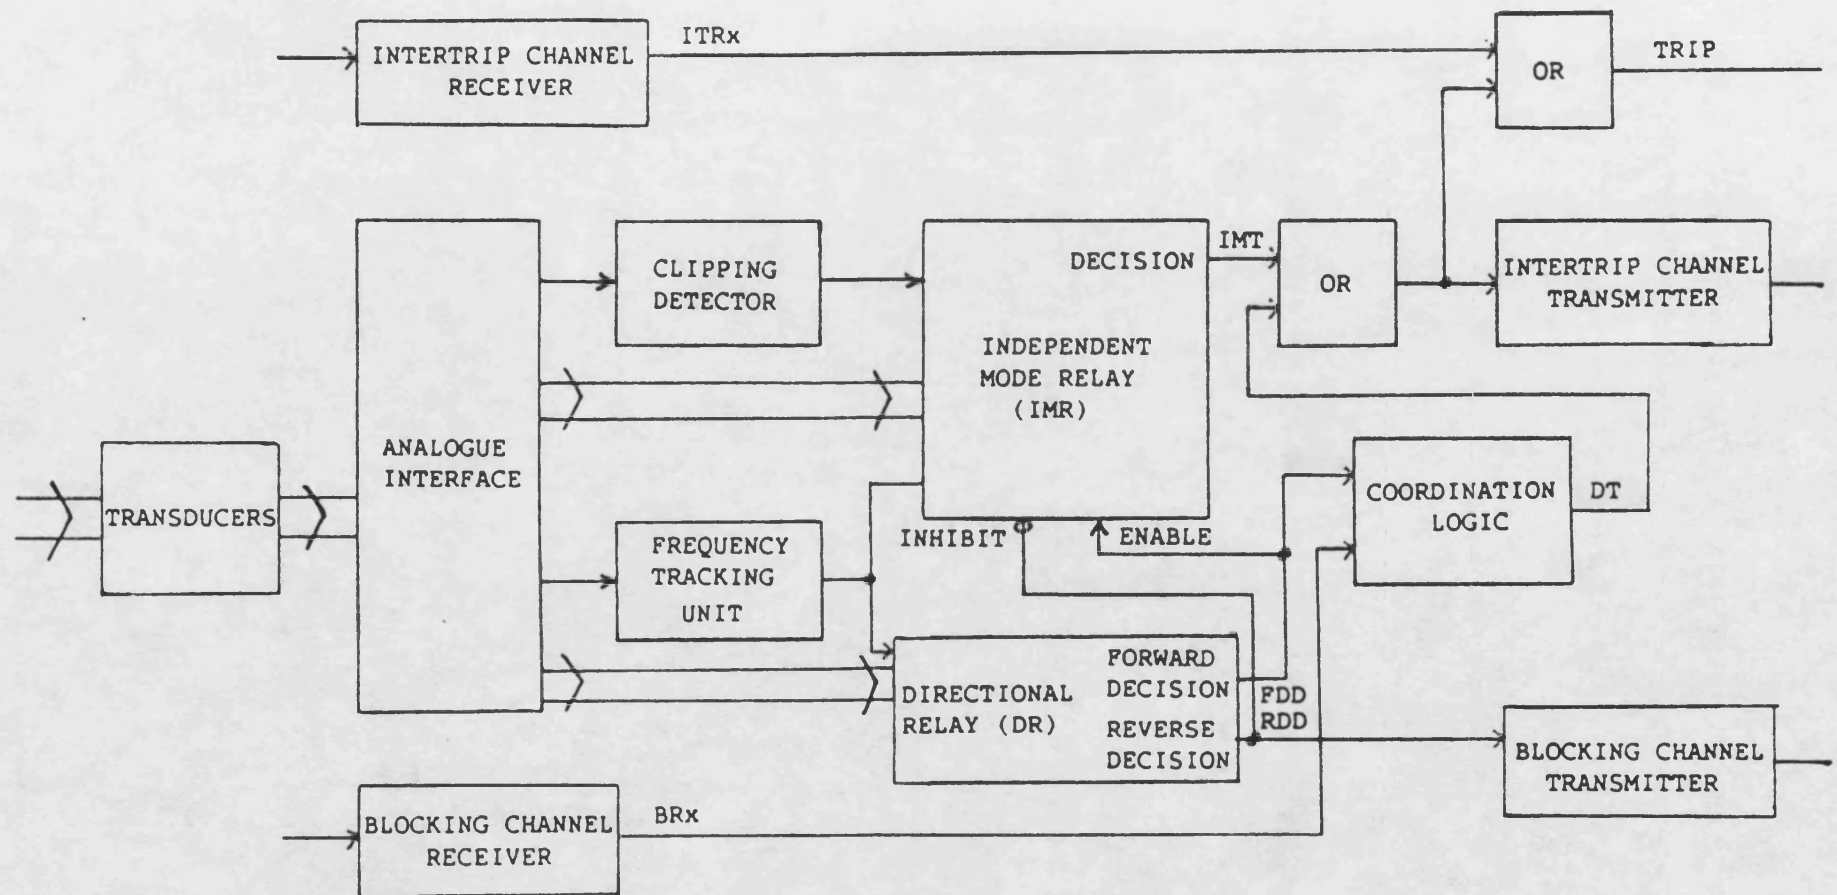 INTERTRIP CHANNEL
RECEIVER
ITRx
OR
TRIP
CLIPPING
DETECTOR
DECISION
IMT
OR
INTERTRIP CHANNEL
TRANSMITTER
INDEPENDENT
MODE RELAY
(IMR)
ANALOGUE
INTERFACE
TRANSDUCERS
COORDINATION
LOGIC
DT
INHIBIT
ENABLE
FREQUENCY
TRACKING
UNIT
DIRECTIONAL
RELAY (DR)
FORWARD
DECISION
REVERSE
DECISION
FDD
RDD
BLOCKING CHANNEL
TRANSMITTER
BLOCKING CHANNEL
RECEIVER
BRx